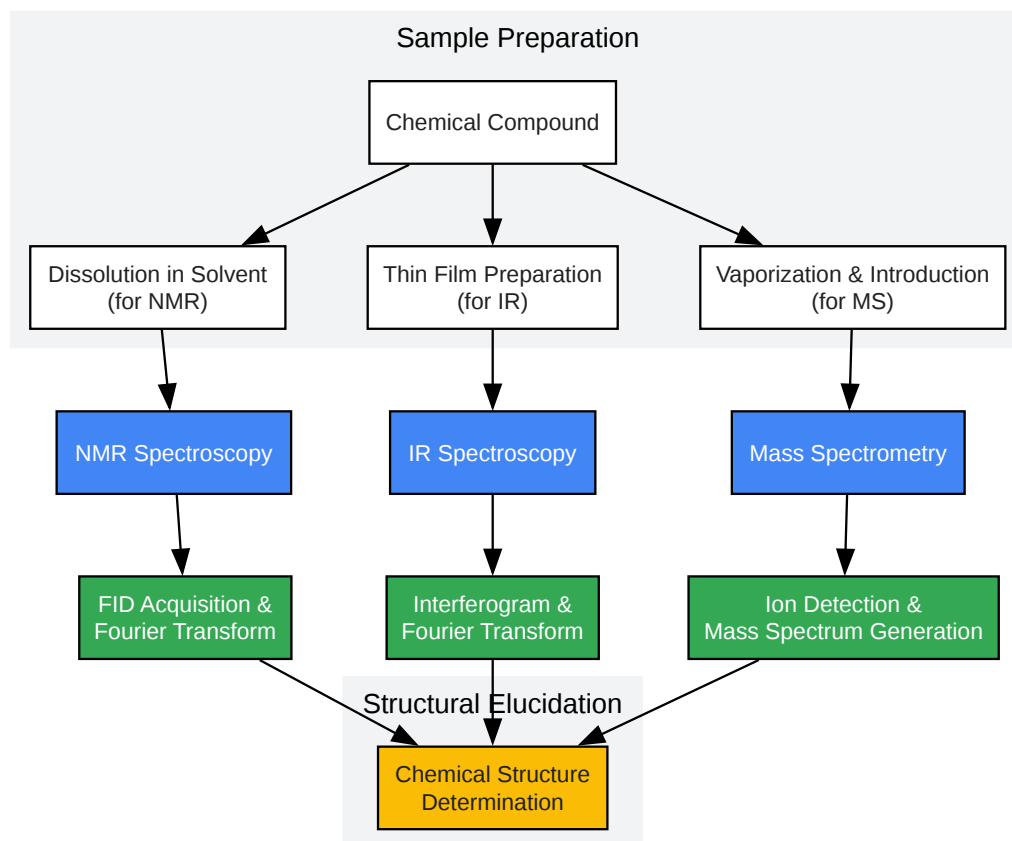 Sample Preparation
Chemical Compound
Dissolution in Solvent
(for NMR)
Thin Film Preparation
(for IR)
Vaporization & Introduction
(for MS)
NMR Spectroscopy
IR Spectroscopy
Mass Spectrometry
FID Acquisition &
Fourier Transform
Interferogram &
Fourier Transform
Ion Detection &
Mass Spectrum Generation
Structural Elucidation
Chemical Structure
Determination